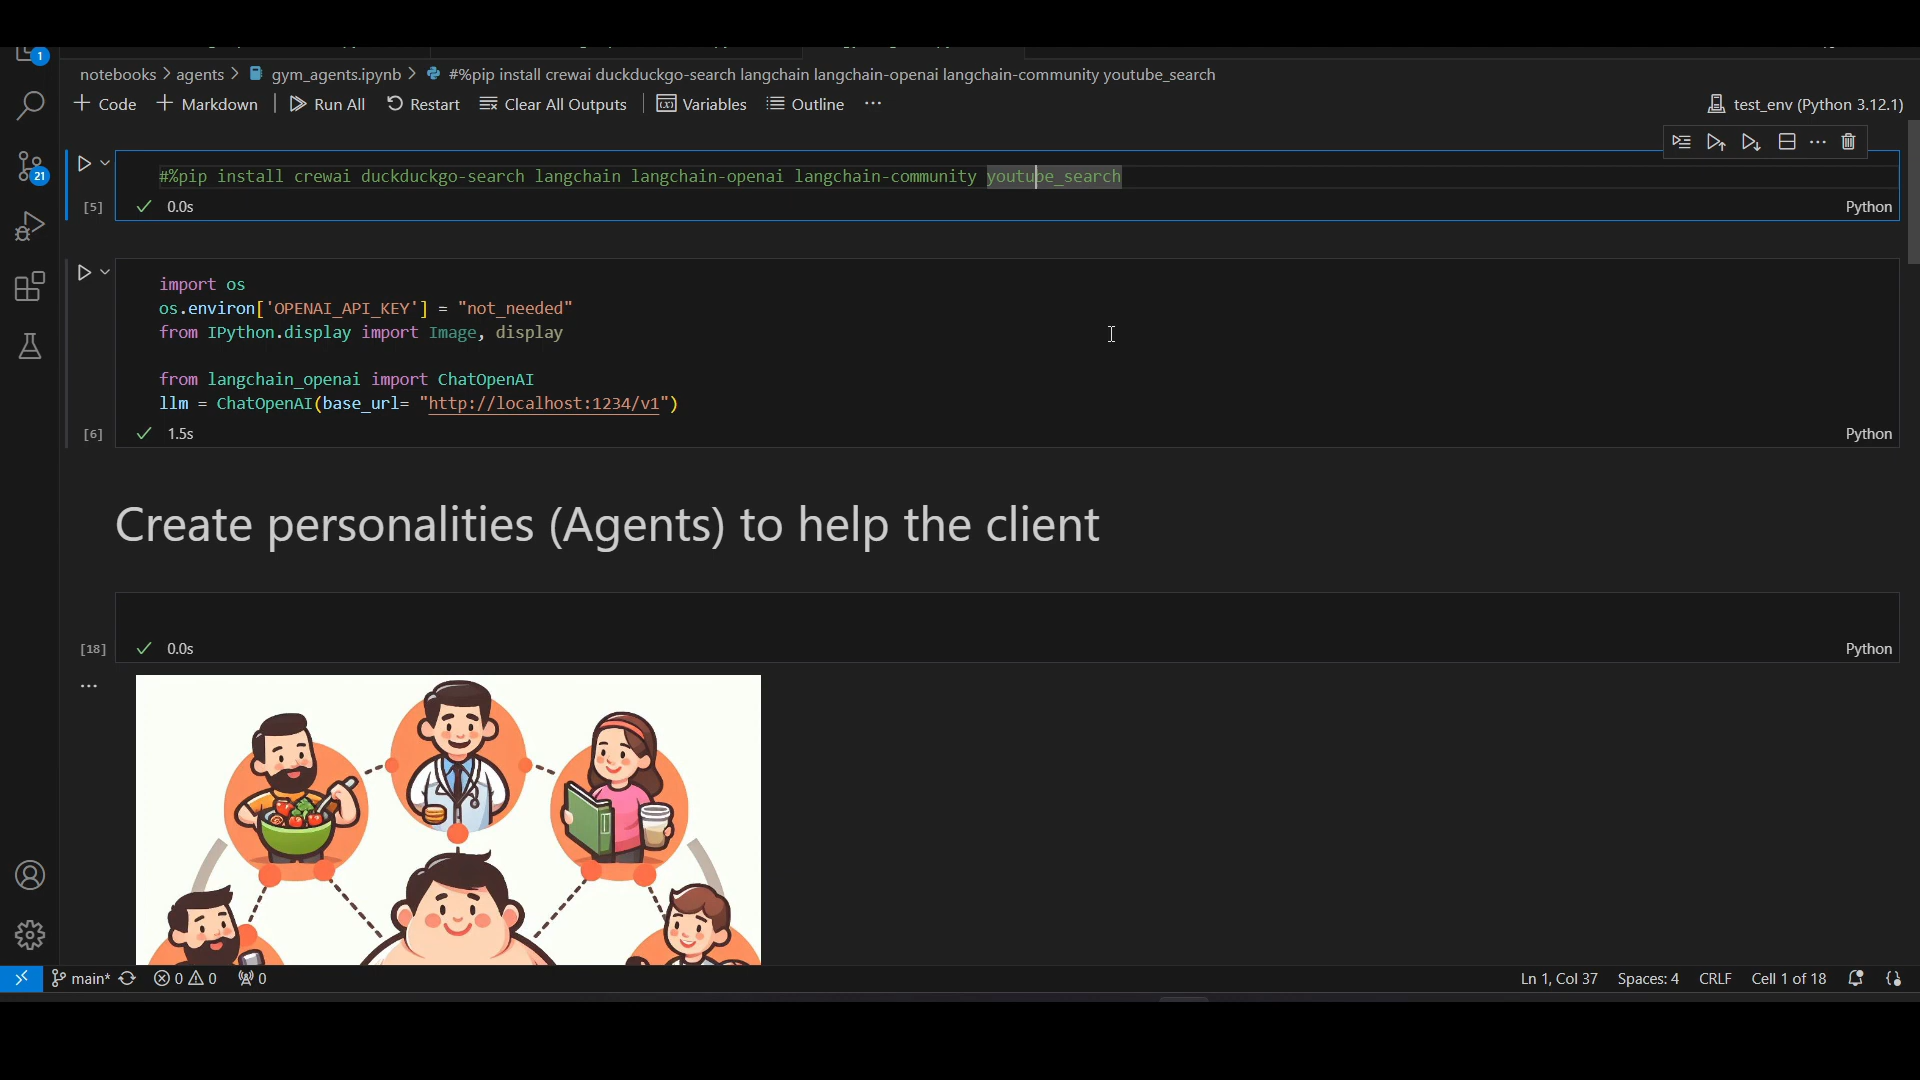 1
notebooks > agents > gym_agents.ipynb > #%pip install crewai duckduckgo-search langchain langchain-openai langchain-community youtube_search
+ Code + Markdown | Run All Restart Clear All Outputs | Variables Outline ...
test_env (Python 3.12.1)
21
#%pip install crewai duckduckgo-search langchain langchain-openai langchain-community youtube_search
[5] 0.0s Python
import os
os.environ['OPENAI_API_KEY'] = "not_needed"
from IPython.display import Image, display
from langchain_openai import ChatOpenAI
llm = ChatOpenAI(base_url= "http://localhost:1234/v1")
[6] 1.5s Python
Create personalities (Agents) to help the client
[18] 0.0s Python
...
main* 0 0 0 Ln 1, Col 37 Spaces: 4 CRLF Cell 1 of 18